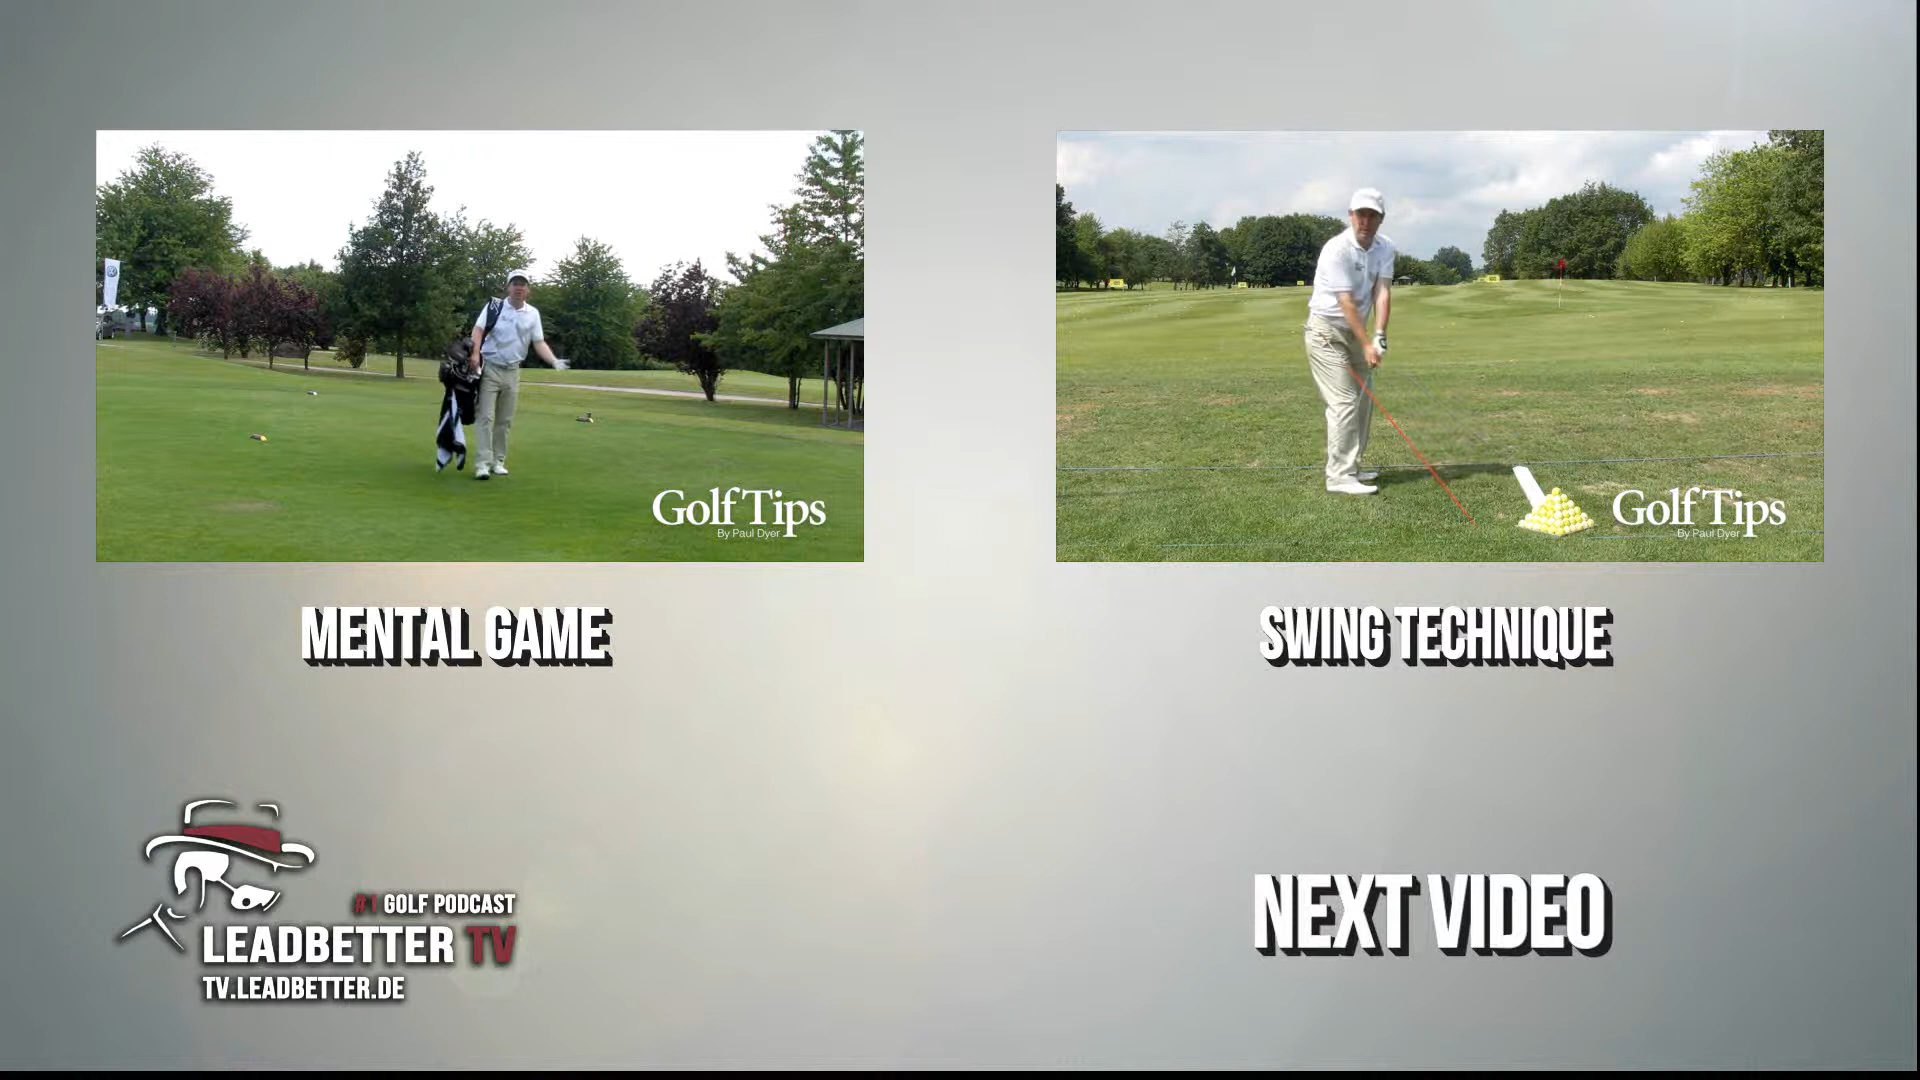 Golf Tips
By Paul Dyer
Golf Tips
By Paul Dyer
MENTAL GAME
SWING TECHNIQUE
#1 GOLF PODCAST
LEADBETTER TV
TV.LEADBETTER.DE
NEXT VIDEO